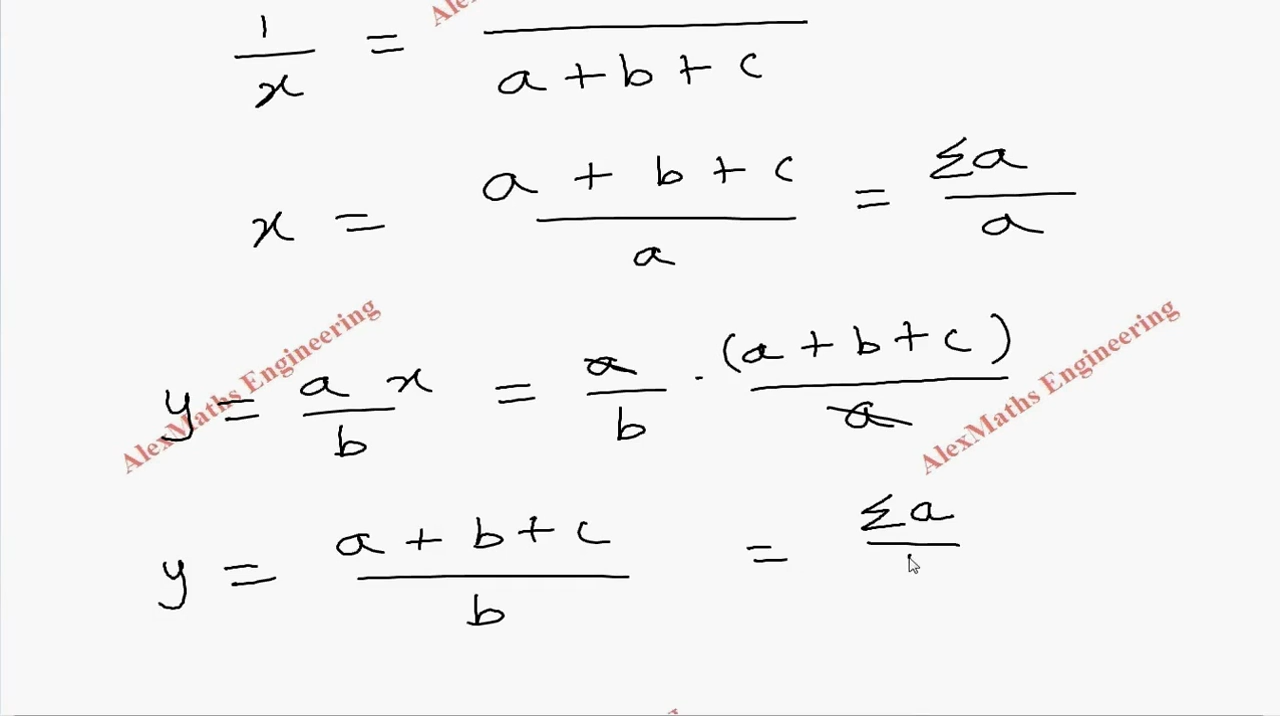 1/x = /(a + b + c)
x = (a + b + c)/a = Σa/a
y = a/b x = a/b · (a + b + c)/a
y = (a + b + c)/b = Σa/
AlexMaths Engineering
AlexMaths Engineering